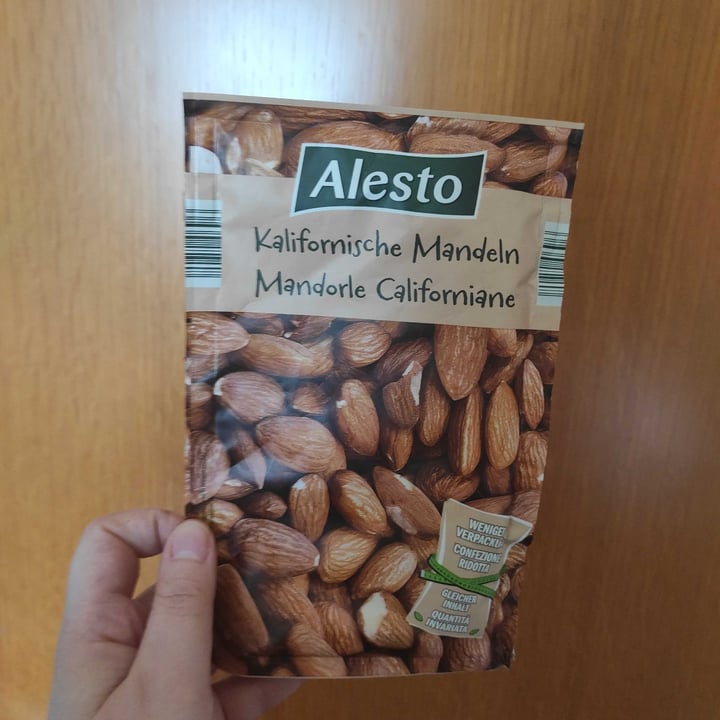 Alesto
Kalifornische Mandeln
Mandorle Californiane
WENIGER
VERPACKUNG
CONFEZIONE
RIDOTTA
GLEICHER
INHALT
QUANTITÀ
INVARIATA